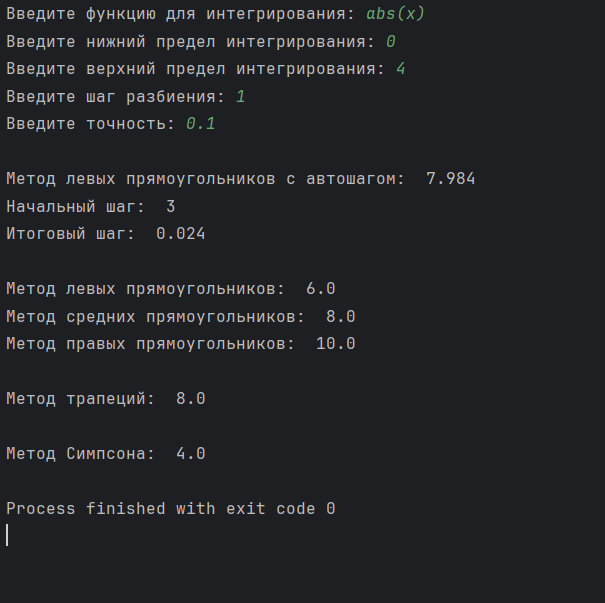 Введите функцию для интегрирования: abs(x)
Введите нижний предел интегрирования: 0
Введите верхний предел интегрирования: 4
Введите шаг разбиения: 1
Введите точность: 0.1
Метод левых прямоугольников с автошагом:  7.984
Начальный шаг:  3
Итоговый шаг:  0.024
Метод левых прямоугольников:  6.0
Метод средних прямоугольников:  8.0
Метод правых прямоугольников:  10.0
Метод трапеций:  8.0
Метод Симпсона:  4.0
Process finished with exit code 0